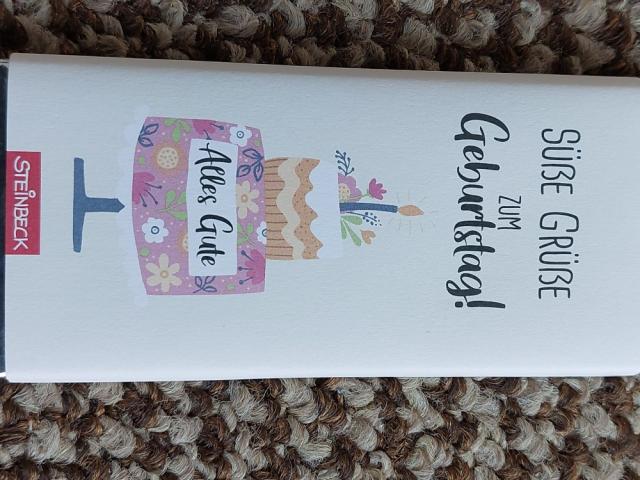 SÜẞE GRÜẞE
ZUM
Geburtstag!
Alles Gute
STEINBECK